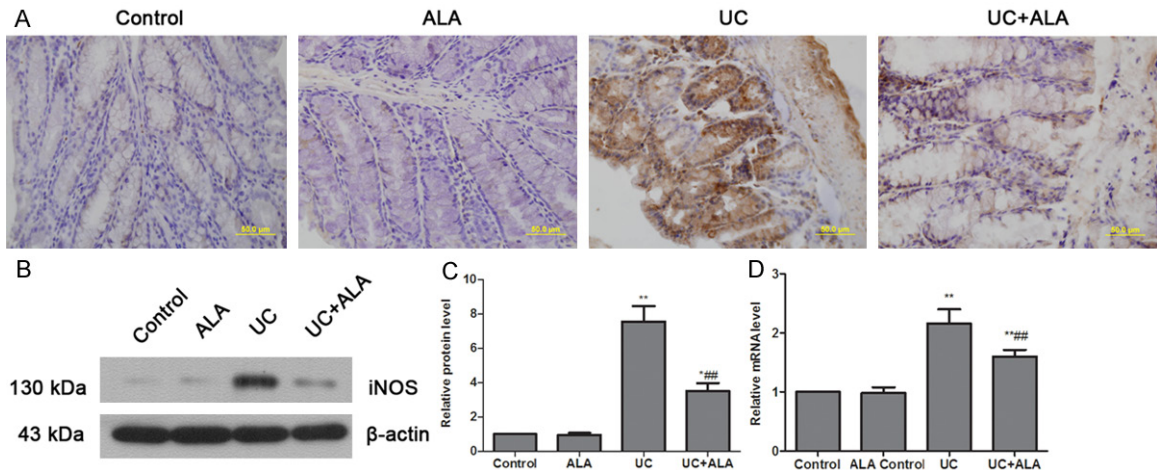 A
Control
ALA
UC
UC+ALA
50.0 μm
50.0 μm
50.0 μm
50.0 μm
B
Control
ALA
UC
UC+ALA
130 kDa
iNOS
43 kDa
β-actin
C
Relative protein level
10
8
6
4
2
0
**
*##
Control
ALA
UC
UC+ALA
D
Relative mRNA level
3
2
1
0
**
**##
Control
ALA Control
UC
UC+ALA